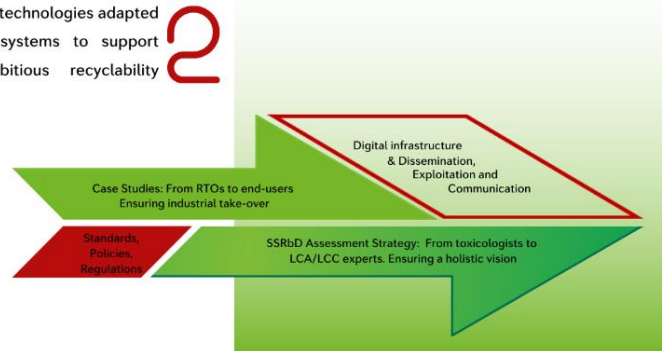 technologies adapted
systems to support
bitious recyclability
2
Digital infrastructure
& Dissemination,
Exploitation and
Communication
Case Studies: From RTOs to end-users
Ensuring industrial take-over
Standards,
Policies,
Regulations
SSRbD Assessment Strategy: From toxicologists to
LCA/LCC experts. Ensuring a holistic vision